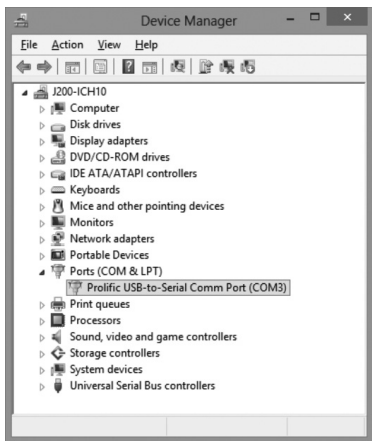 Device Manager
File Action View Help
J200-ICH10
Computer
Disk drives
Display adapters
DVD/CD-ROM drives
IDE ATA/ATAPI controllers
Keyboards
Mice and other pointing devices
Monitors
Network adapters
Portable Devices
Ports (COM & LPT)
Prolific USB-to-Serial Comm Port (COM3)
Print queues
Processors
Sound, video and game controllers
Storage controllers
System devices
Universal Serial Bus controllers